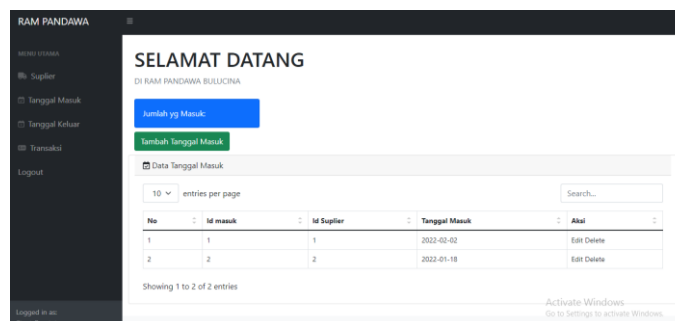 RAM PANDAWA
MENU UTAMA
Suplier
Tanggal Masuk
Tanggal Keluar
Transaksi
Logout
Logged in as:
SELAMAT DATANG
DI RAM PANDAWA BULUCINA
Jumlah yg Masuk:
Tambah Tanggal Masuk
Data Tanggal Masuk
10 entries per page Search...
No Id masuk Id Suplier Tanggal Masuk Aksi
1 1 1 2022-02-02 Edit Delete
2 2 2 2022-01-18 Edit Delete
Showing 1 to 2 of 2 entries
Activate Windows
Go to Settings to activate Windows.